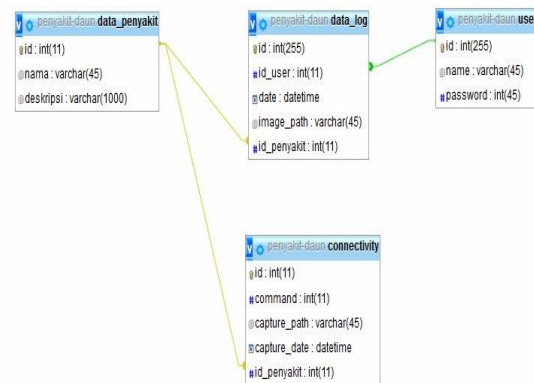 penyakit-daun data_penyakit
id : int(11)
nama : varchar(45)
deskripsi : varchar(1000)
penyakit-daun data_log
id : int(255)
#id_user : int(11)
date : datetime
image_path : varchar(45)
#id_penyakit : int(11)
penyakit-daun use
id : int(255)
name : varchar(45)
#password : int(45)
penyakit-daun connectivity
id : int(11)
#command : int(11)
capture_path : varchar(45)
capture_date : datetime
#id_penyakit : int(11)